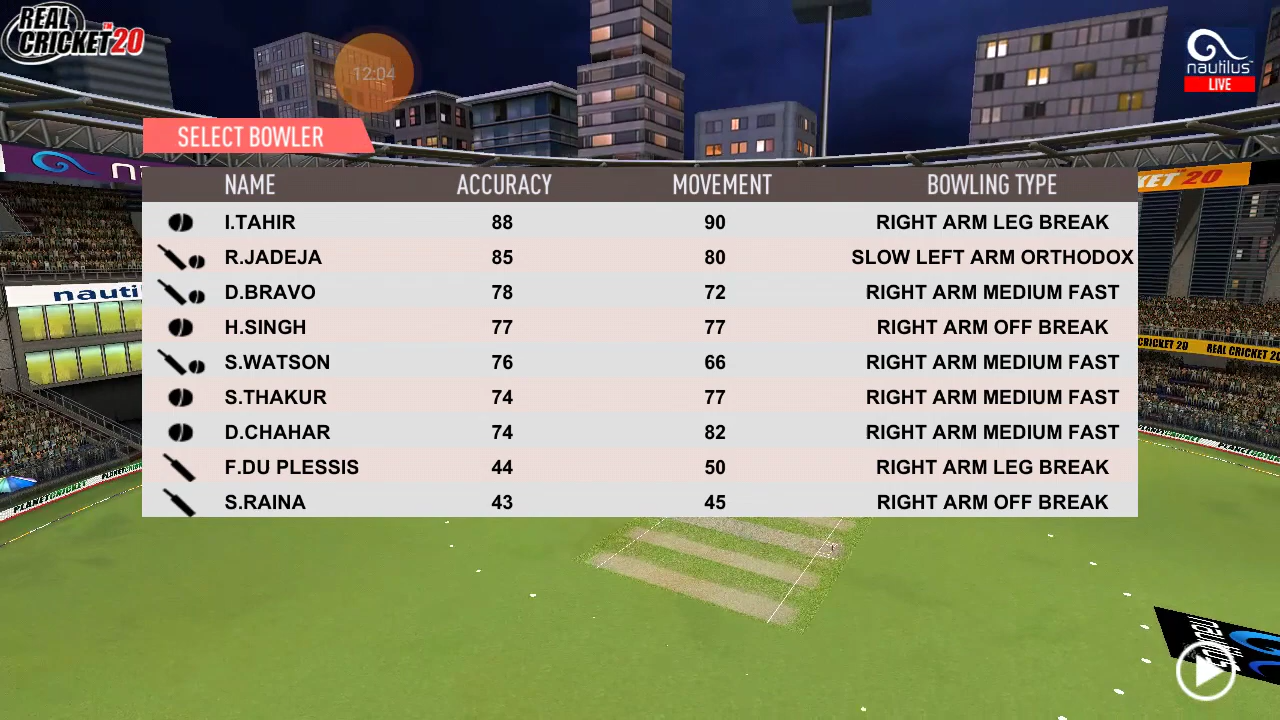 REAL
CRICKET™20
12:04
nautilus
LIVE
SELECT BOWLER
NAME ACCURACY MOVEMENT BOWLING TYPE
I.TAHIR 88 90 RIGHT ARM LEG BREAK
R.JADEJA 85 80 SLOW LEFT ARM ORTHODOX
D.BRAVO 78 72 RIGHT ARM MEDIUM FAST
H.SINGH 77 77 RIGHT ARM OFF BREAK
S.WATSON 76 66 RIGHT ARM MEDIUM FAST
S.THAKUR 74 77 RIGHT ARM MEDIUM FAST
D.CHAHAR 74 82 RIGHT ARM MEDIUM FAST
F.DU PLESSIS 44 50 RIGHT ARM LEG BREAK
S.RAINA 43 45 RIGHT ARM OFF BREAK
n
KET™20
nauti
CRICKET 20 REAL CRICKET 20
PLANETCRICKET